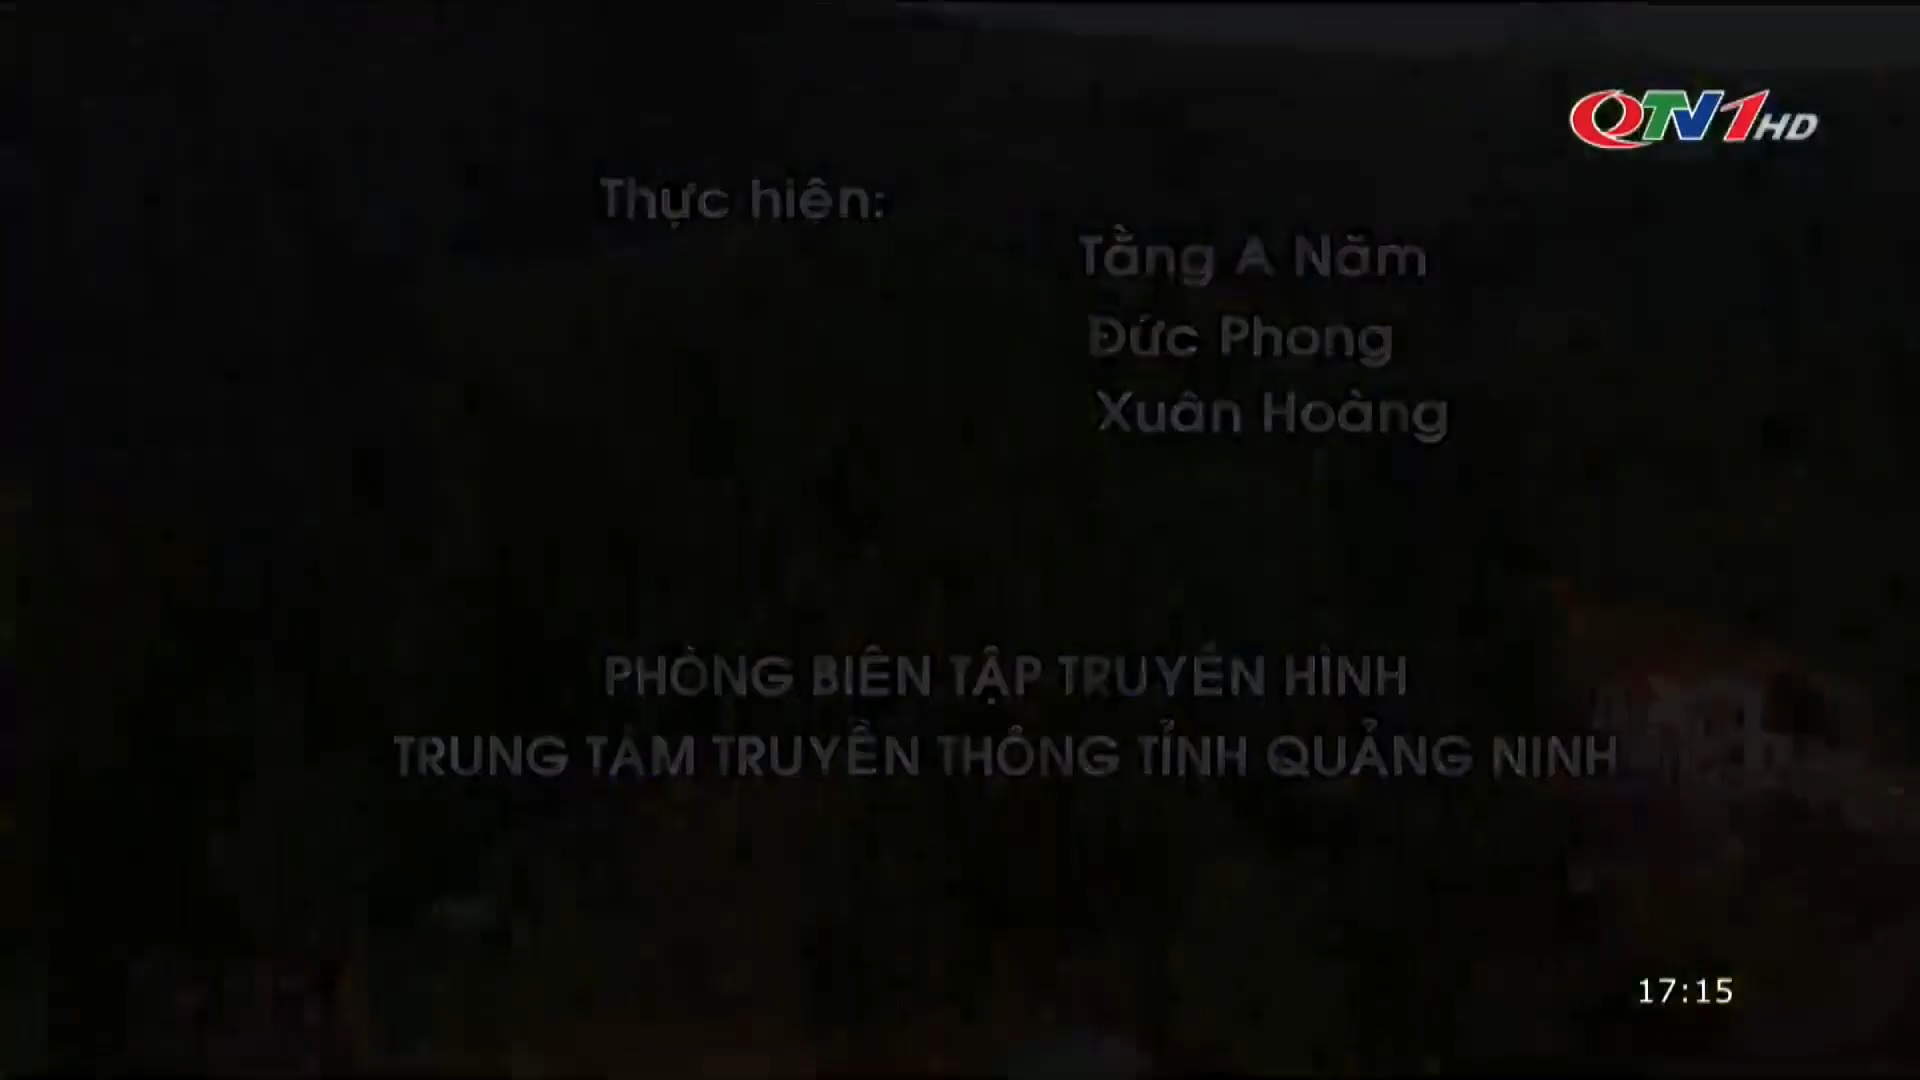 QTV1HD
Thực hiện:
Tằng A Năm
Đức Phong
Xuân Hoàng
PHÒNG BIÊN TẬP TRUYỀN HÌNH
TRUNG TÂM TRUYỀN THÔNG TỈNH QUẢNG NINH
17:15